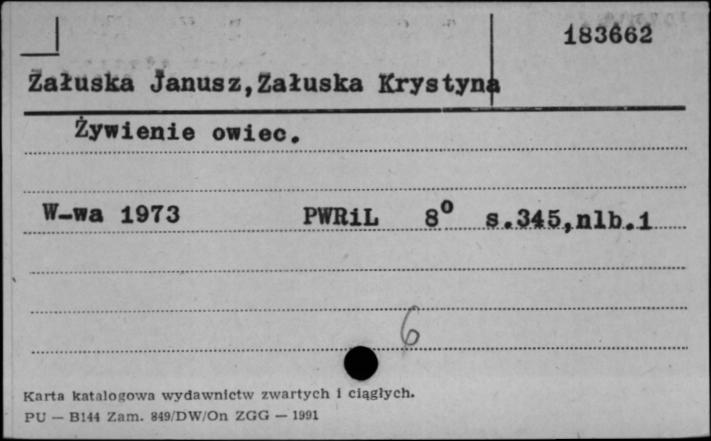 183662
Załuska Janusz,Załuska Krystyna
Żywienie owiec.
W-wa 1973 PWRiL 8° s.345,nlb.1
6
Karta katalogowa wydawnictw zwartych i ciągłych.
PU — B144 Zam. 849/DW/On ZGG — 1991